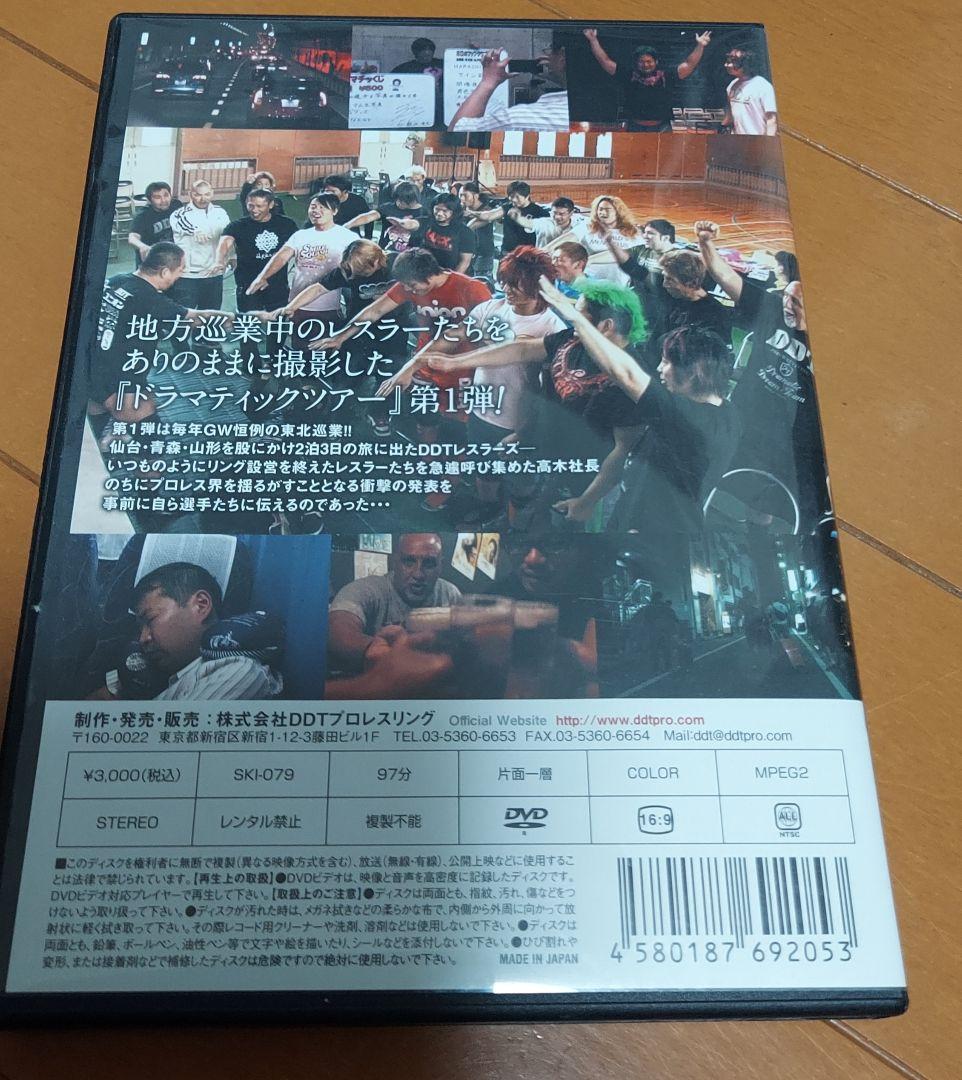 マチッくじ
¥500
HARASHI
サイン
地方巡業中のレスラーたちを
ありのままに撮影した
『ドラマティックツアー』第1弾!
第1弾は毎年GW恒例の東北巡業!!
仙台・青森・山形を股にかけ2泊3日の旅に出たDDTレスラーズ―
いつものようにリング設営を終えたレスラーたちを急遽呼び集めた高木社長
のちにプロレス界を揺るがすこととなる衝撃の発表を
事前に自ら選手たちに伝えるのであった・・・
制作・発売・販売:株式会社DDTプロレスリング Official Website http://www.ddtpro.com
〒160-0022 東京都新宿区新宿1-12-3藤田ビル1F TEL.03-5360-6653 FAX.03-5360-6654 Mail:ddt@ddtpro.com
¥3,000(税込) SKI-079 97分 片面一層 COLOR MPEG2
STEREO レンタル禁止 複製不能 DVD 16:9 ALL NTSC
■このディスクを権利者に無断で複製(異なる映像方式を含む)、放送(無線・有線)、公開上映などに使用するこ
とは法律で禁じられています。【再生上の取扱】●DVDビデオは、映像と音声を高密度に記録したディスクです。
DVDビデオ対応プレイヤーで再生して下さい。【取扱上のご注意】●ディスクは両面とも、指紋、汚れ、傷などをつ
けないよう取り扱って下さい。●ディスクが汚れた時は、メガネ拭きなどの柔らかな布で、内側から外周に向かって放
射状に軽く拭き取って下さい。その際レコード用クリーナーや洗剤、溶剤などは使用しないで下さい。●ディスクは
両面とも、鉛筆、ボールペン、油性ペン等で文字や絵を描いたり、シールなどを添付しないで下さい。●ひび割れや
変形、または接着剤などで補修したディスクは危険ですので絶対に使用しないで下さい。 MADE IN JAPAN
4 580187 692053